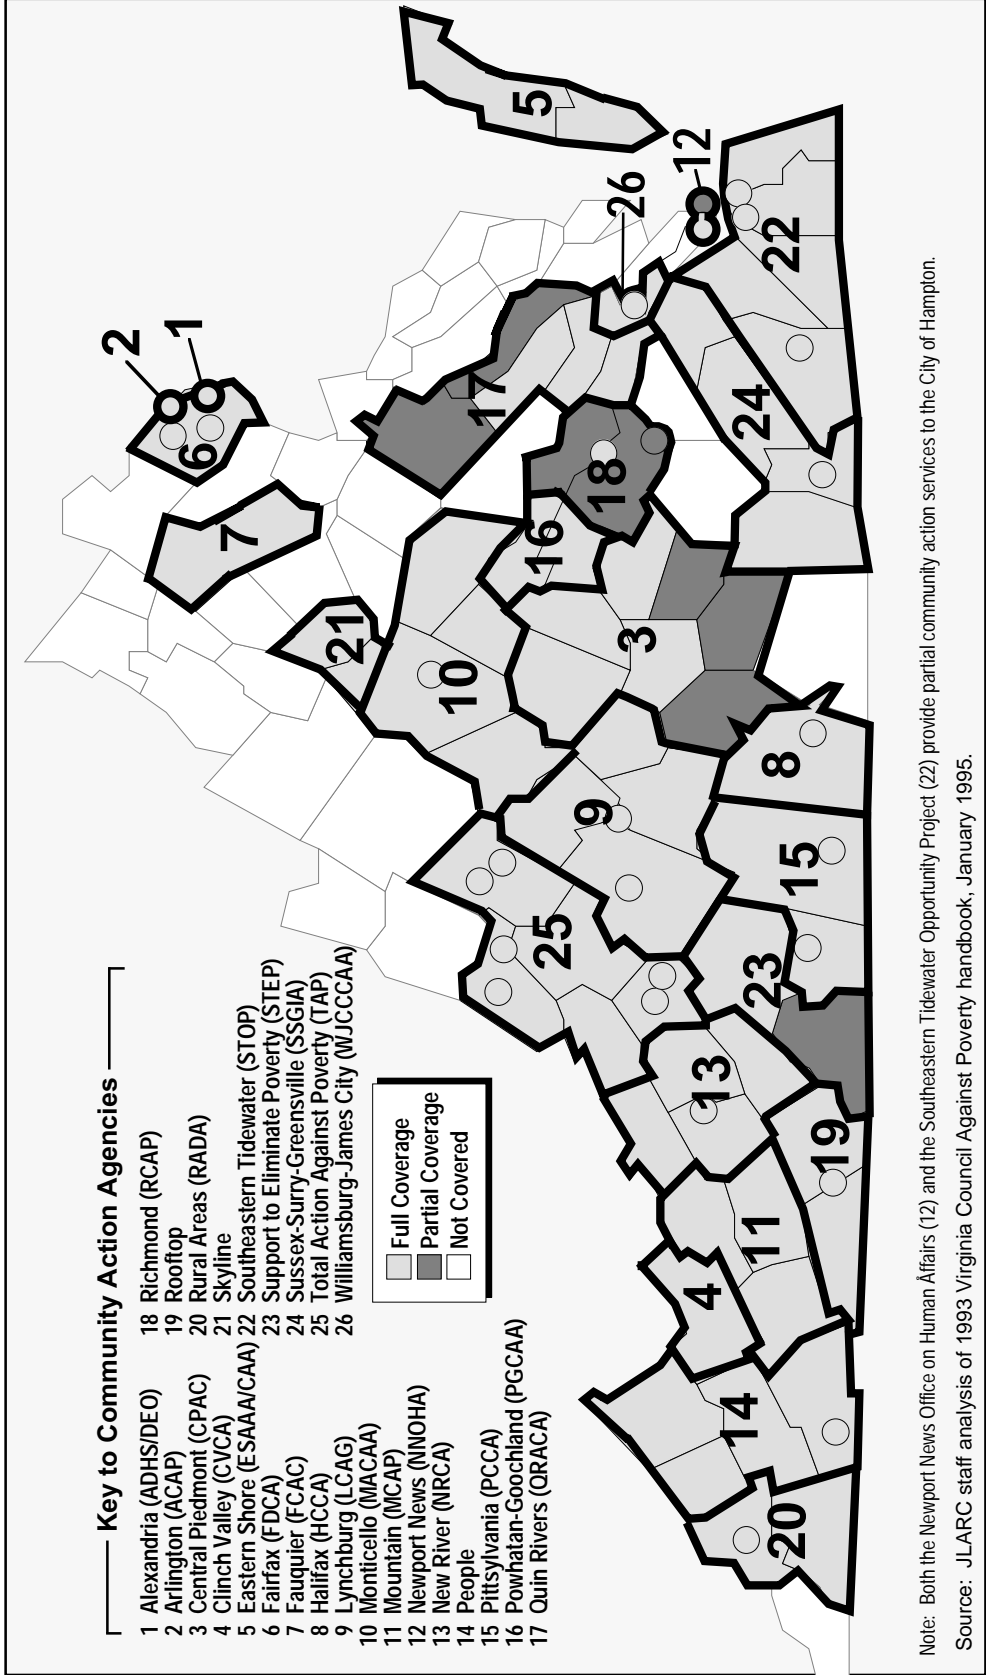 Key to Community Action Agencies
1 Alexandria (ADHS/DEO)
2 Arlington (ACAP)
3 Central Piedmont (CPAC)
4 Clinch Valley (CVCA)
5 Eastern Shore (ESAAA/CAA)
6 Fairfax (FDCA)
7 Fauquier (FCAC)
8 Halifax (HCCA)
9 Lynchburg (LCAG)
10 Monticello (MACAA)
11 Mountain (MCAP)
12 Newport News (NNOHA)
13 New River (NRCA)
14 People
15 Pittsylvania (PCCA)
16 Powhatan-Goochland (PGCAA)
17 Quin Rivers (QRACA)
18 Richmond (RCAP)
19 Rooftop
20 Rural Areas (RADA)
21 Skyline
22 Southeastern Tidewater (STOP)
23 Support to Eliminate Poverty (STEP)
24 Sussex-Surry-Greensville (SSGIA)
25 Total Action Against Poverty (TAP)
26 Williamsburg-James City (WJCCCAA)
Full Coverage
Partial Coverage
Not Covered
2
1
6
7
5
21
17
26
12
10
16
18
22
25
9
3
24
13
23
15
8
4
11
19
14
20
Note: Both the Newport News Office on Human Åffairs (12) and the Southeastern Tidewater Opportunity Project (22) provide partial community action services to the City of Hampton.
Source: JLARC staff analysis of 1993 Virginia Council Against Poverty handbook, January 1995.